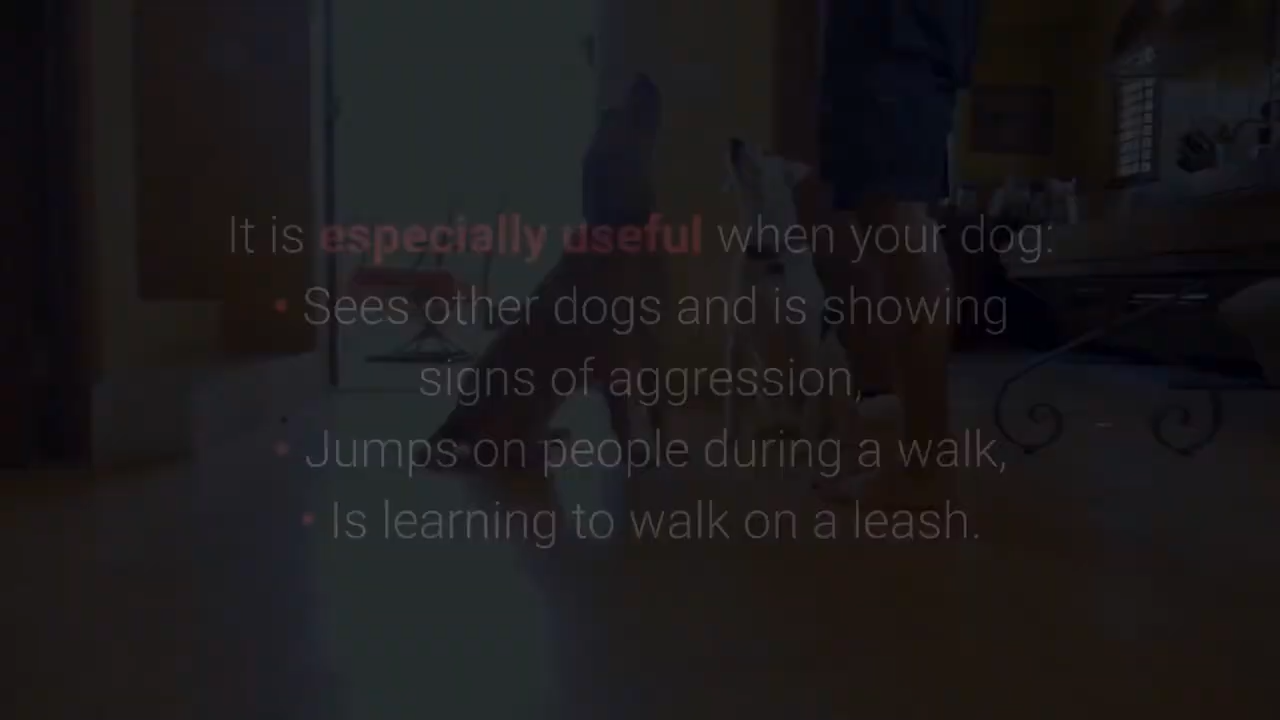 It is especially useful when your dog:
• Sees other dogs and is showing
signs of aggression,
• Jumps on people during a walk,
• Is learning to walk on a leash.